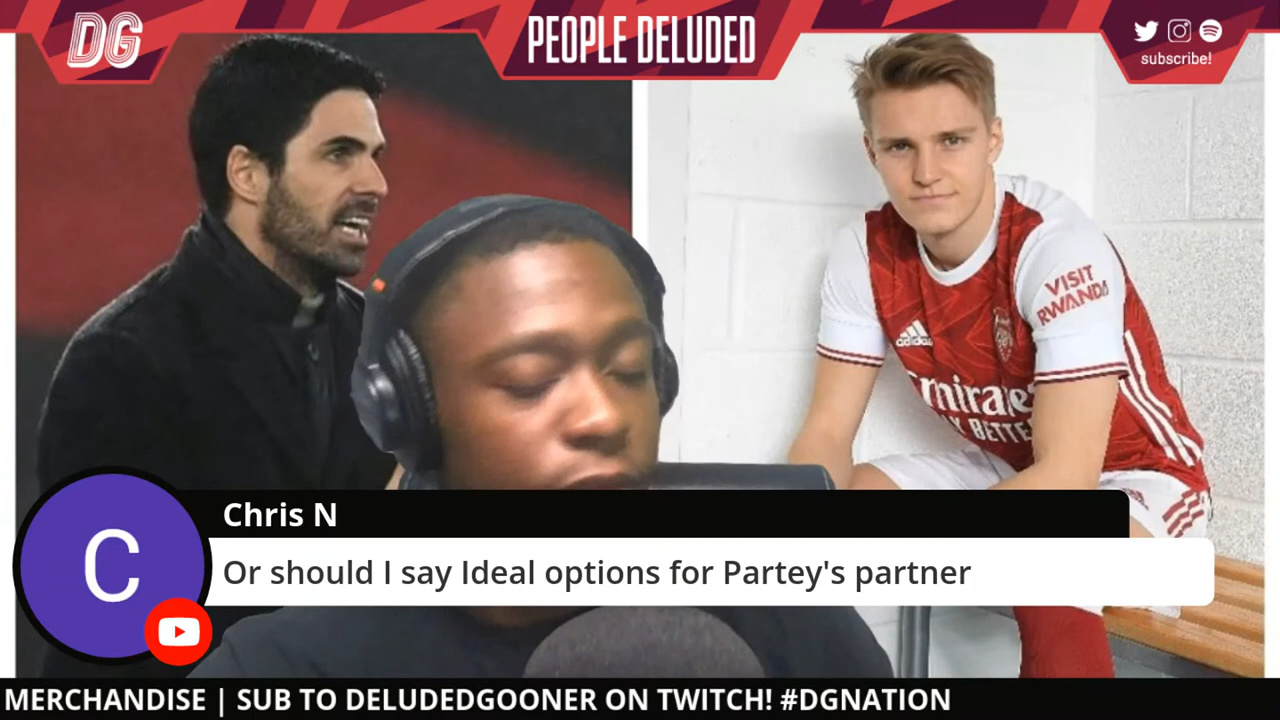 DG
PEOPLE DELUDED
subscribe!
VISIT
RWANDA
adidas
Emirates
BETTE
Chris N
C
Or should I say Ideal options for Partey's partner
MERCHANDISE | SUB TO DELUDEDGOONER ON TWITCH! #DGNATION